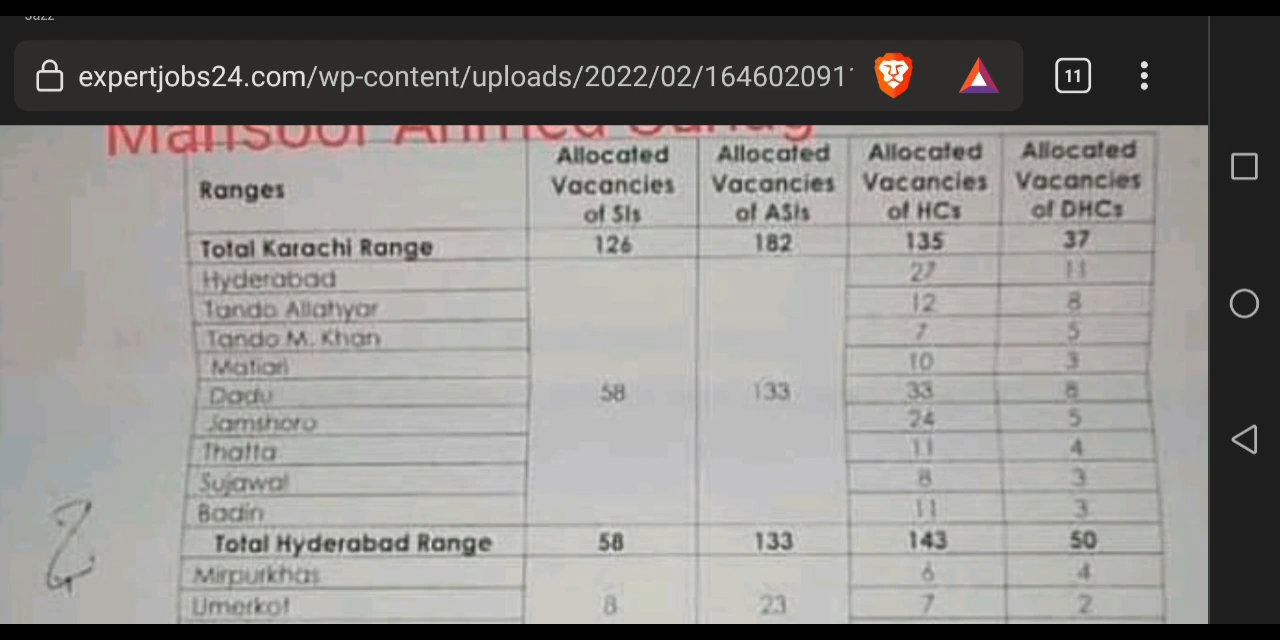 Jazz
expertjobs24.com/wp-content/uploads/2022/02/164602091
11
Mansoor Ahmed
Ranges Allocated Vacancies of SIs Allocated Vacancies of ASIs Allocated Vacancies of HCs Allocated Vacancies of DHCs
Total Karachi Range 126 182 135 37
Hyderabad 27 11
Tando Allahyar 12 8
Tando M. Khan 7 5
Matiari 10 3
Dadu 58 133 33 8
Jamshoro 24 5
Thatta 11 4
Sujawal 8 3
Badin 11 3
Total Hyderabad Range 58 133 143 50
Mirpurkhas 6 4
Umerkot 8 23 7 2